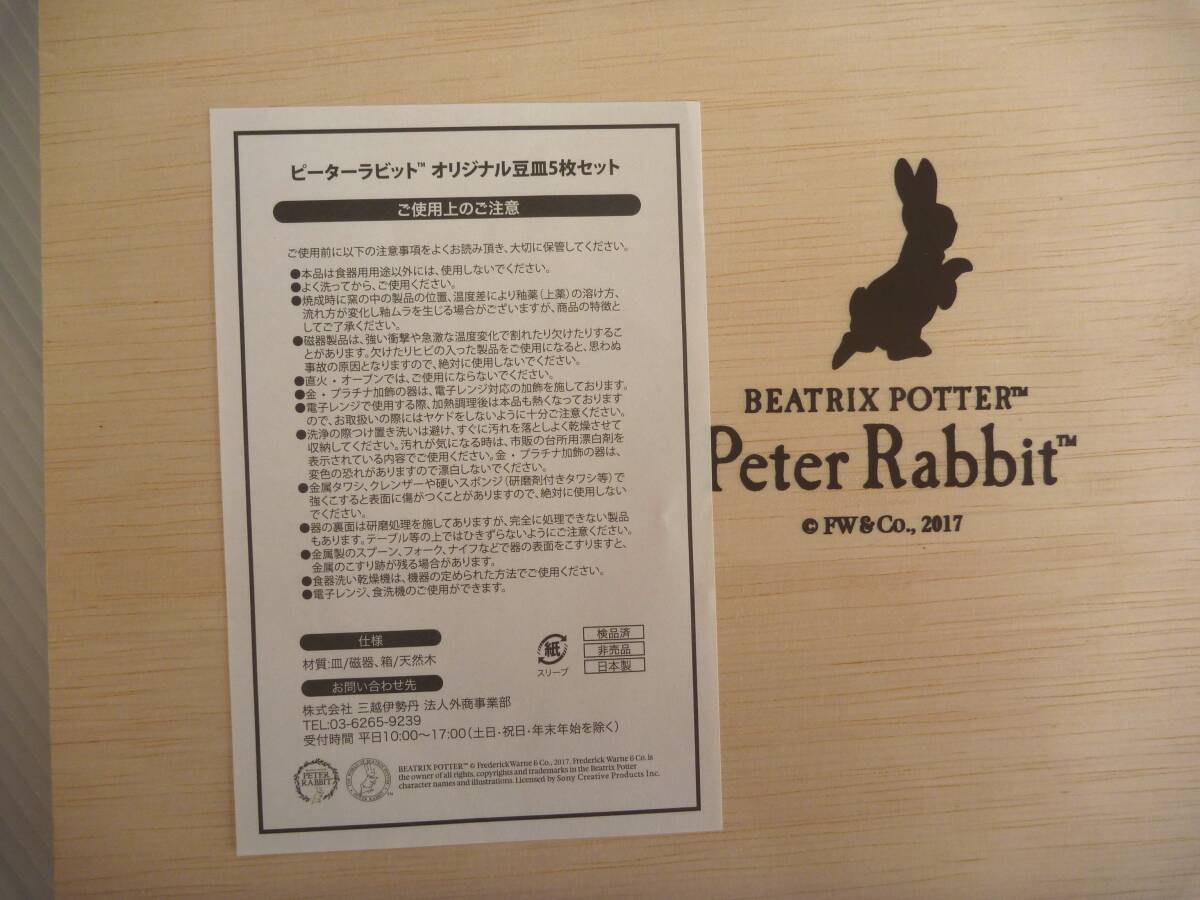 ピーターラビット™ オリジナル豆皿5枚セット
ご使用上のご注意
ご使用前に以下の注意事項をよくお読み頂き、大切に保管してください。
●本品は食器用用途以外には、使用しないでください。
●よく洗ってから、ご使用ください。
●焼成時に窯の中の製品の位置、温度差により釉薬（上薬）の溶け方、
流れ方が変化し釉ムラを生じる場合がございますが、商品の特徴と
してご了承ください。
●磁器製品は、強い衝撃や急激な温度変化で割れたり欠けたりするこ
とがあります。欠けたりヒビの入った製品をご使用になると、思わぬ
事故の原因となりますので、絶対に使用しないでください。
●直火・オーブンでは、ご使用にならないでください。
●金・プラチナ加飾の器は、電子レンジ対応の加飾を施しております。
●電子レンジで使用する際、加熱調理後は本品も熱くなっております
ので、お取扱いの際にはヤケドをしないように十分ご注意ください。
●洗浄の際つけ置き洗いは避け、すぐに汚れを落としよく乾燥させて
収納してください。汚れが気になる時は、市販の台所用漂白剤を
表示されている内容でご使用ください。金・プラチナ加飾の器は、
変色の恐れがありますので漂白しないでください。
●金属タワシ、クレンザーや硬いスポンジ（研磨剤付きタワシ等）で
強くこすると表面に傷がつくことがありますので、絶対に使用しない
でください。
●器の裏面は研磨処理を施してありますが、完全に処理できない製品
もあります。テーブル等の上ではひきずらないようにご注意ください。
●金属製のスプーン、フォーク、ナイフなどで器の表面をこすりますと、
金属のこすり跡が残る場合があります。
●食器洗い乾燥機は、機器の定められた方法でご使用ください。
●電子レンジ、食洗機のご使用ができます。
仕様
材質:皿/磁器、箱/天然木
お問い合わせ先
株式会社 三越伊勢丹 法人外商事業部
TEL:03-6265-9239
受付時間 平日10:00〜17:00（土日・祝日・年末年始を除く）
紙
スリーブ
検品済
非売品
日本製
PETER
RABBIT
BEATRIX POTTER™ © Frederick Warne & Co., 2017. Frederick Warne & Co. is
the owner of all rights, copyrights and trademarks in the Beatrix Potter
character names and illustrations. Licensed by Sony Creative Products Inc.
BEATRIX POTTER™
Peter Rabbit™
© FW & Co., 2017